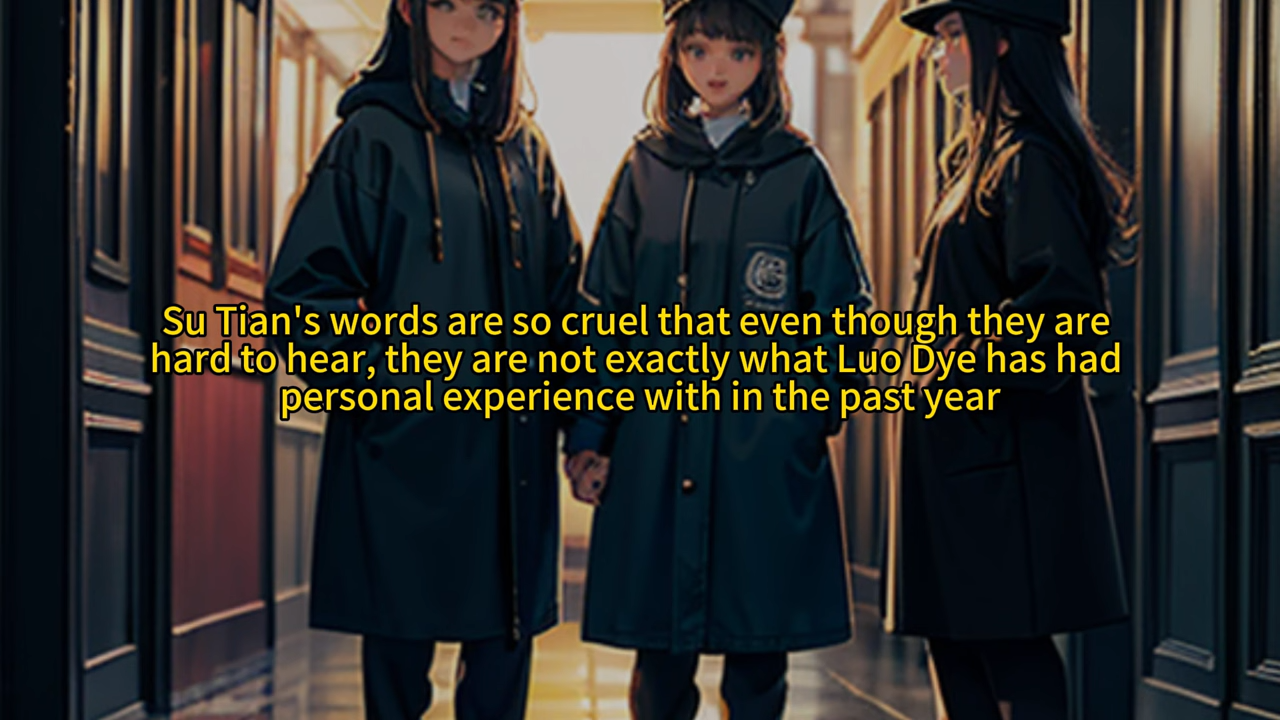 Su Tian's words are so cruel that even though they are
hard to hear, they are not exactly what Luo Dye has had
personal experience with in the past year